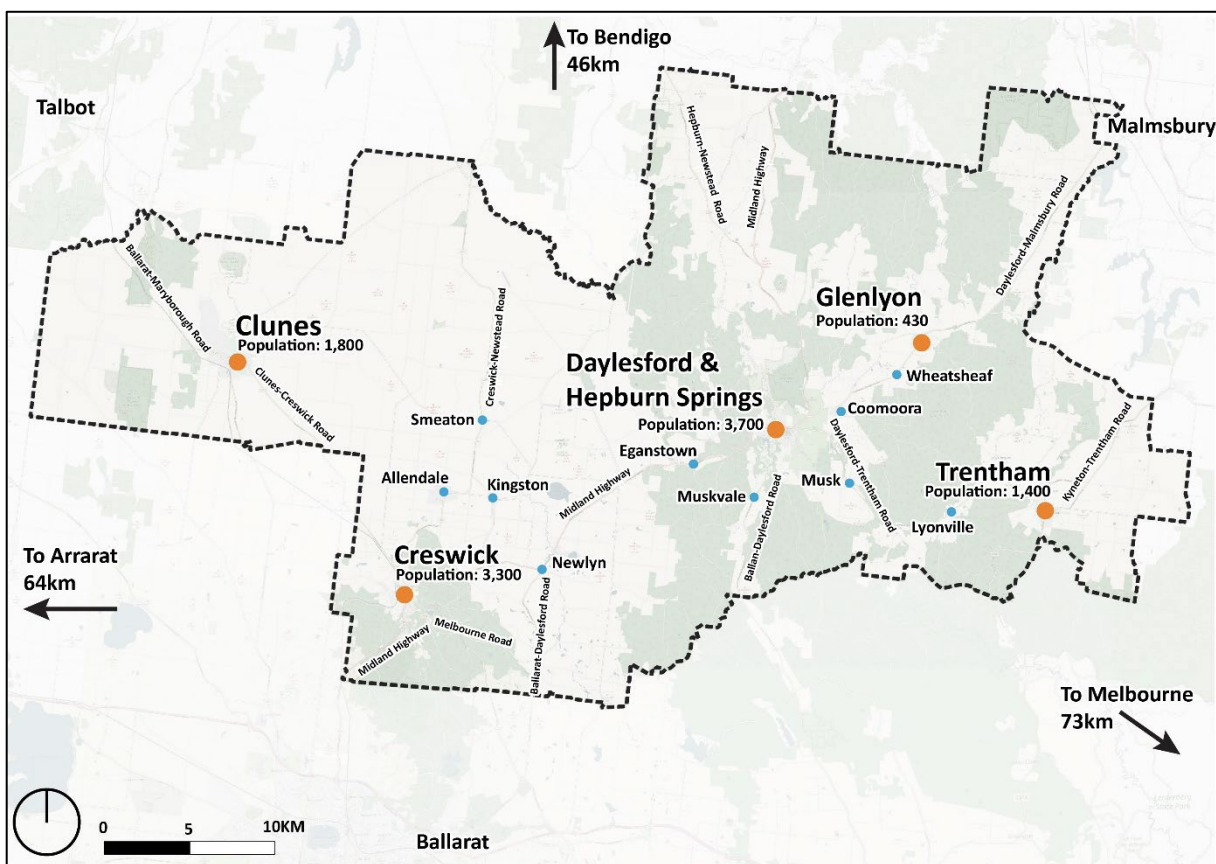 To Bendigo
46km
Talbot
Malmsbury
Hepburn-Newstead Road
Midland Highway
Daylesford-Malmsbury Road
Ballarat-Maryborough Road
Clunes
Population: 1,800
Clunes-Creswick Road
Creswick-Newstead Road
Glenlyon
Population: 430
Wheatsheaf
Daylesford &
Hepburn Springs
Population: 3,700
Coomoora
Smeaton
Eganstown
Daylesford-Trentham Road
Kyneton-Trentham Road
Allendale
Kingston
Midland Highway
Muskvale
Musk
Trentham
Population: 1,400
Lyonville
Ballan-Daylesford Road
Creswick
Population: 3,300
Newlyn
To Arrarat
64km
Midland Highway
Melbourne Road
Ballarat-Daylesford Road
To Melbourne
73km
0 5 10KM
Ballarat